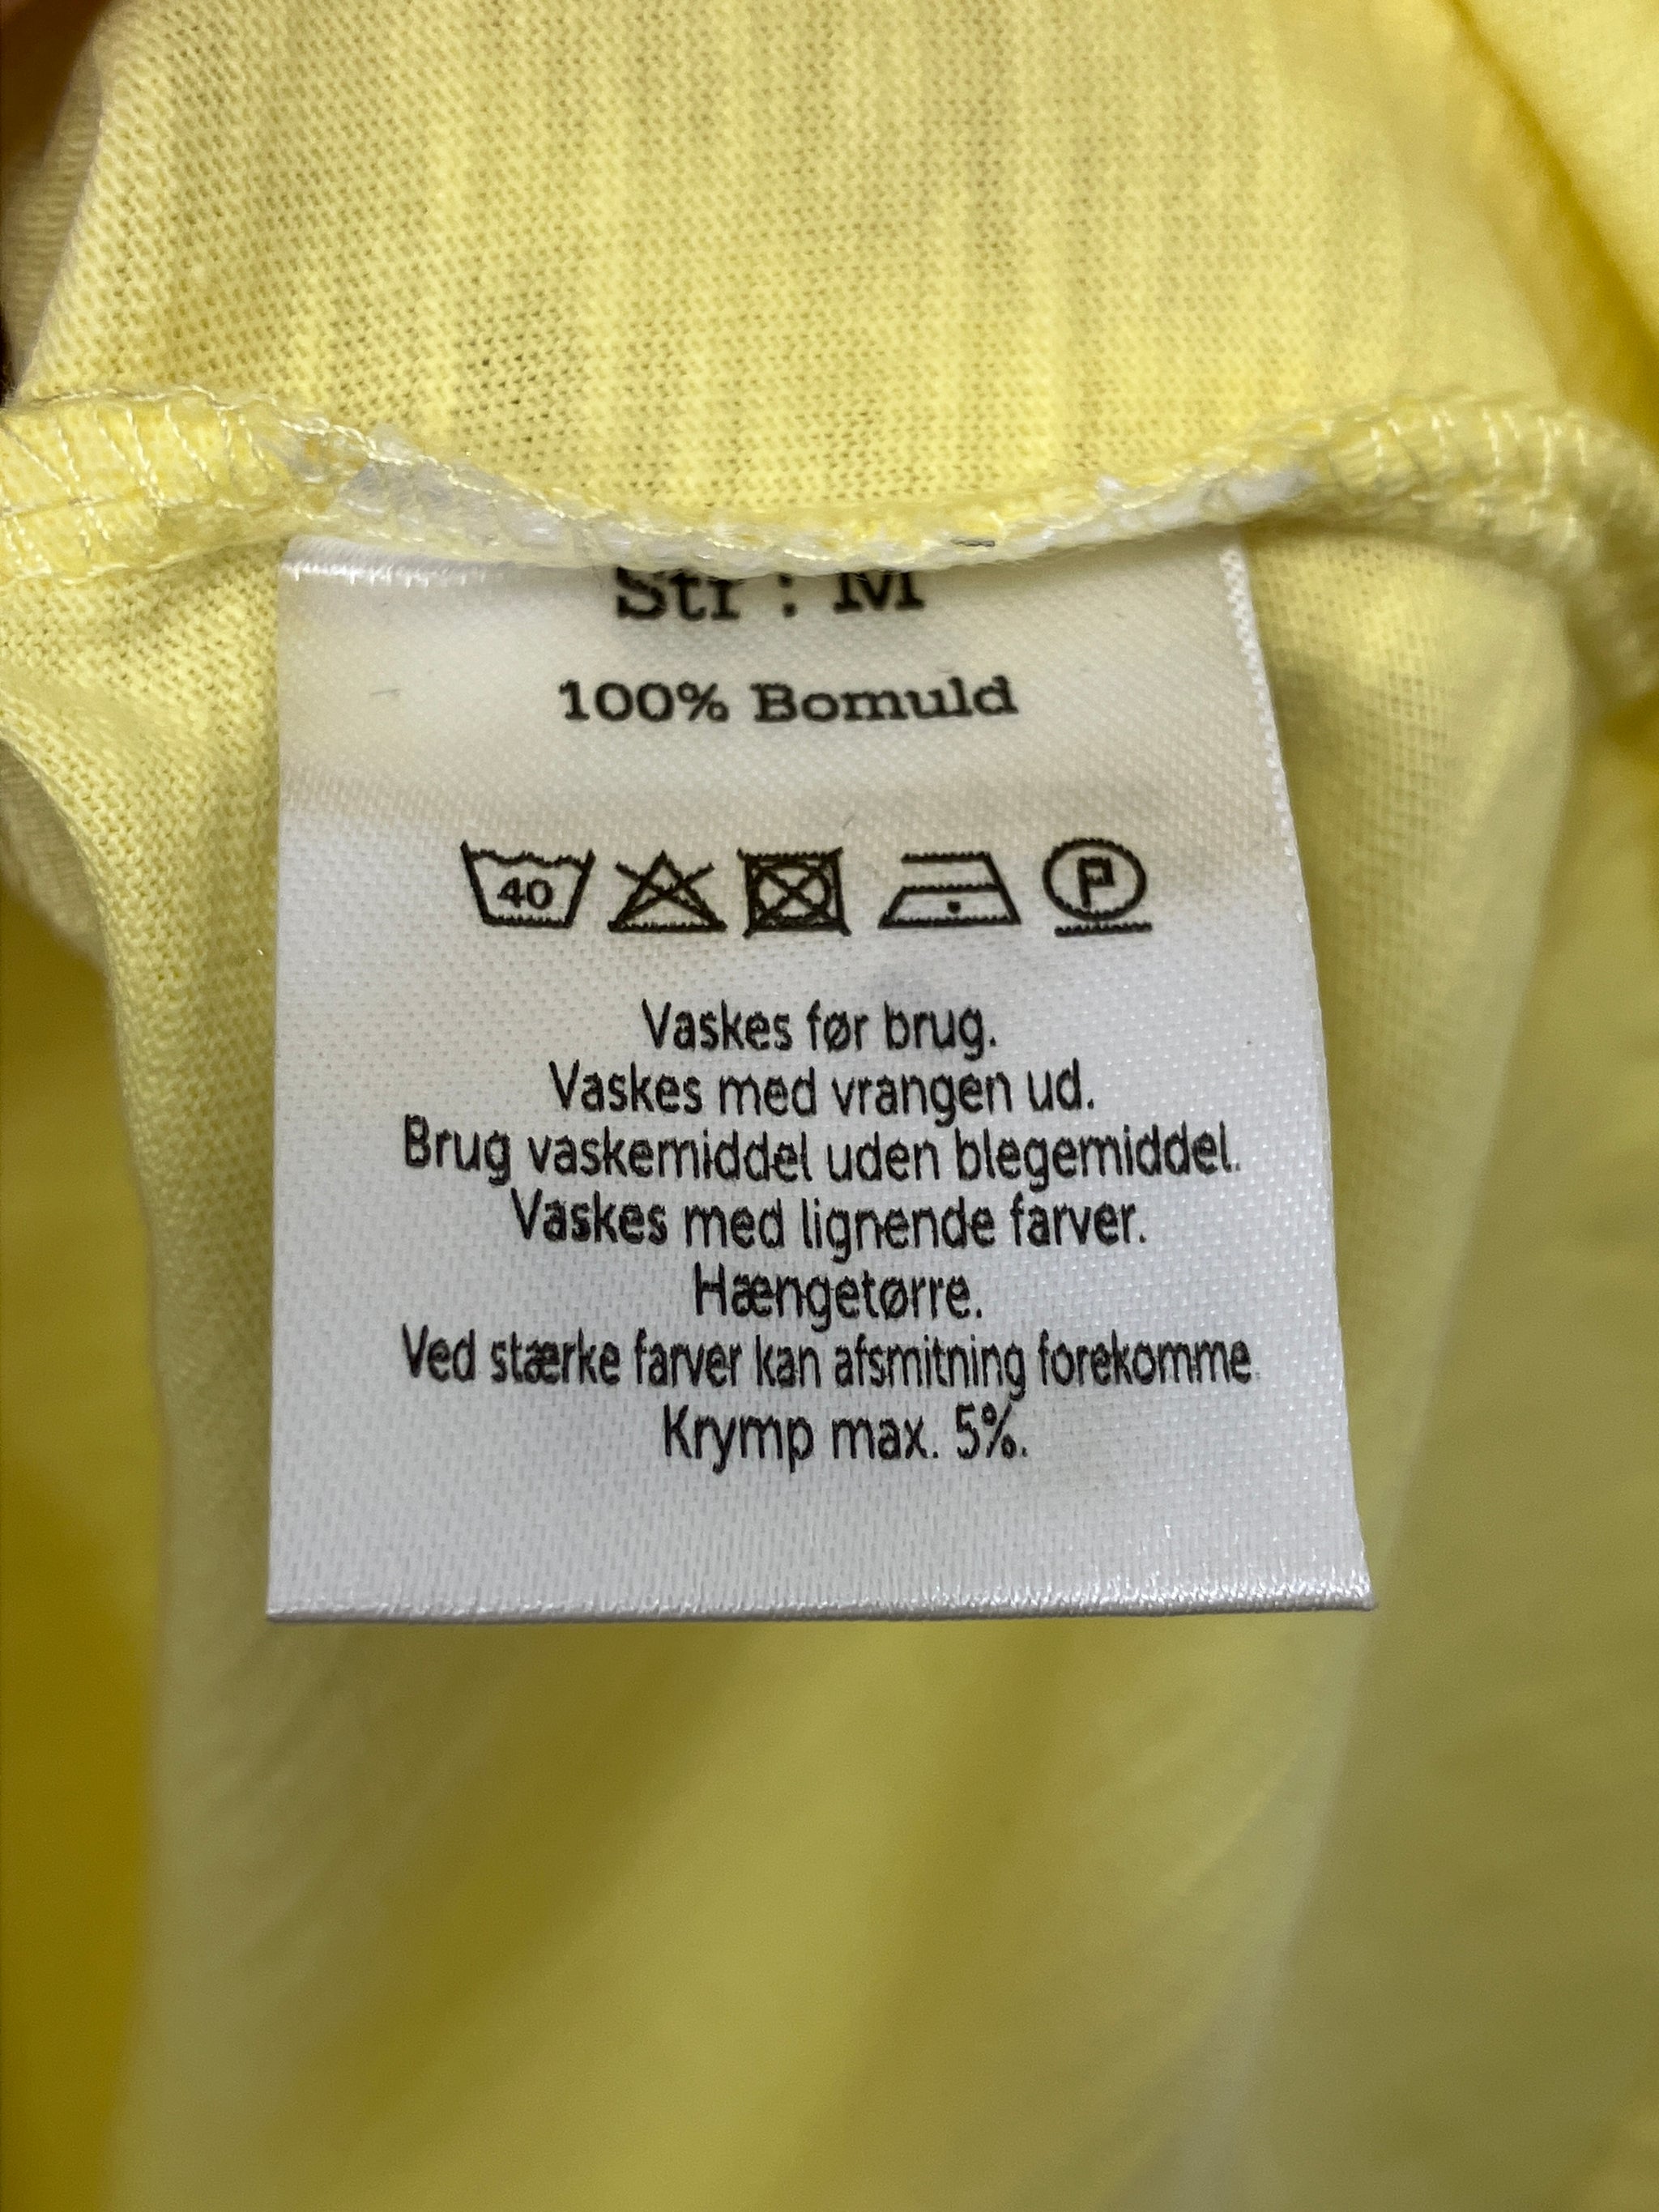 Str : M
100% Bomuld
40
P
Vaskes før brug.
Vaskes med vrangen ud.
Brug vaskemiddel uden blegemiddel.
Vaskes med lignende farver.
Hængetørre.
Ved stærke farver kan afsmitning forekomme
Krymp max. 5%.